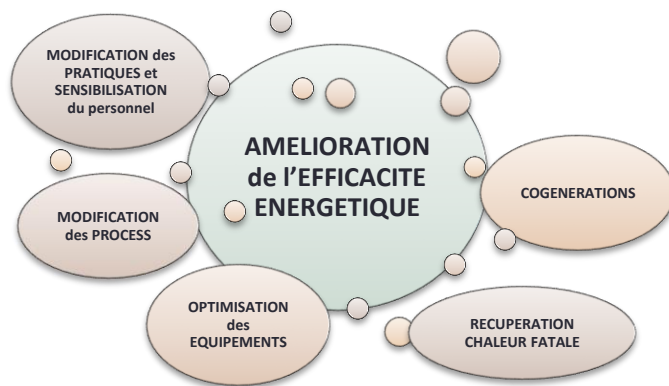 MODIFICATION des
PRATIQUES et
SENSIBILISATION
du personnel
AMELIORATION
de l'EFFICACITE
ENERGETIQUE
COGENERATIONS
MODIFICATION
des PROCESS
OPTIMISATION
des
EQUIPEMENTS
RECUPERATION
CHALEUR FATALE